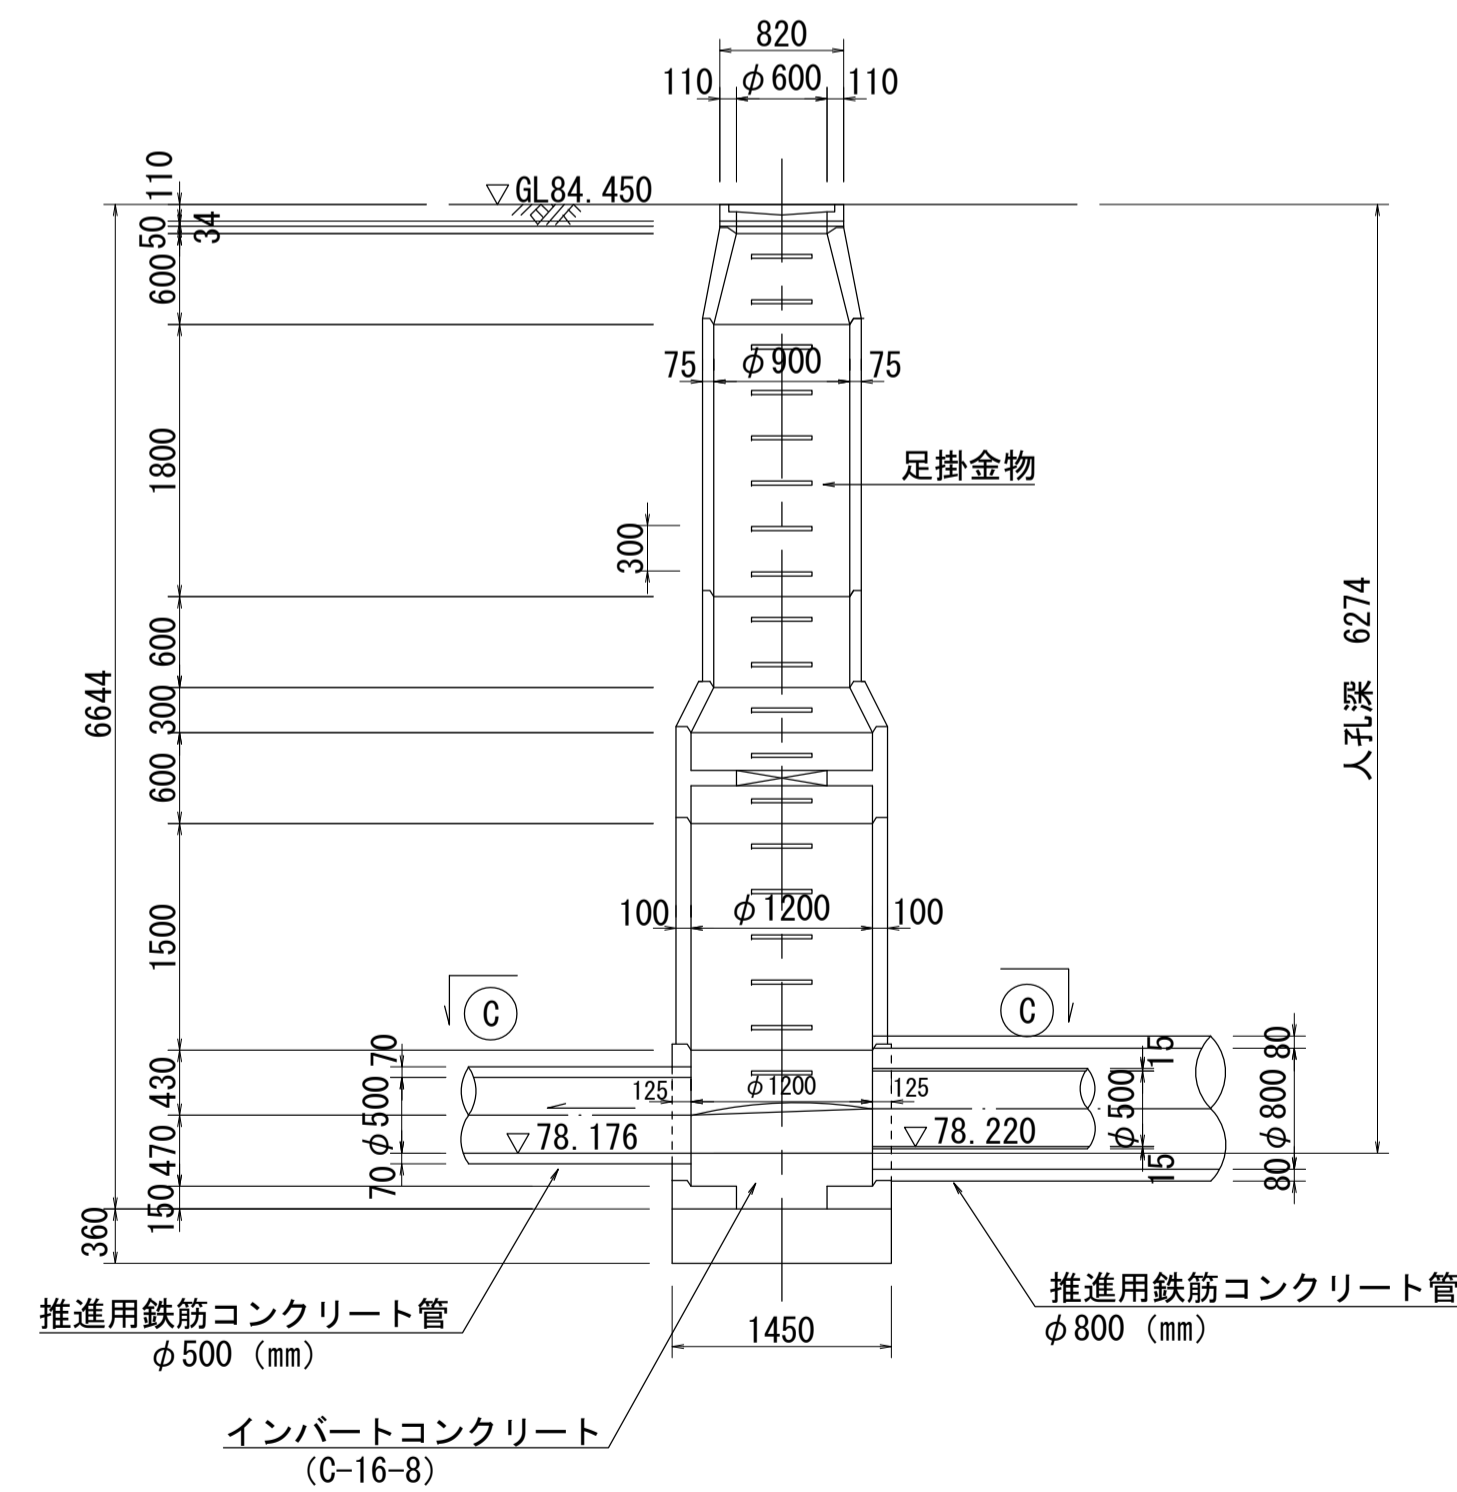 820
110 φ600 110
▽GL84.450
110
50
34
600
75 φ900 75
1800
足掛金物
300
600
人孔深 6274
6644
300
600
100 φ1200 100
1500
C
C
70
15
80
430
φ500
125 φ1200 125
φ500
φ800
▽78.176
▽78.220
470
70
15
80
150
360
推進用鉄筋コンクリート管
φ500 (mm)
推進用鉄筋コンクリート管
φ800 (mm)
1450
インバートコンクリート
(C-16-8)